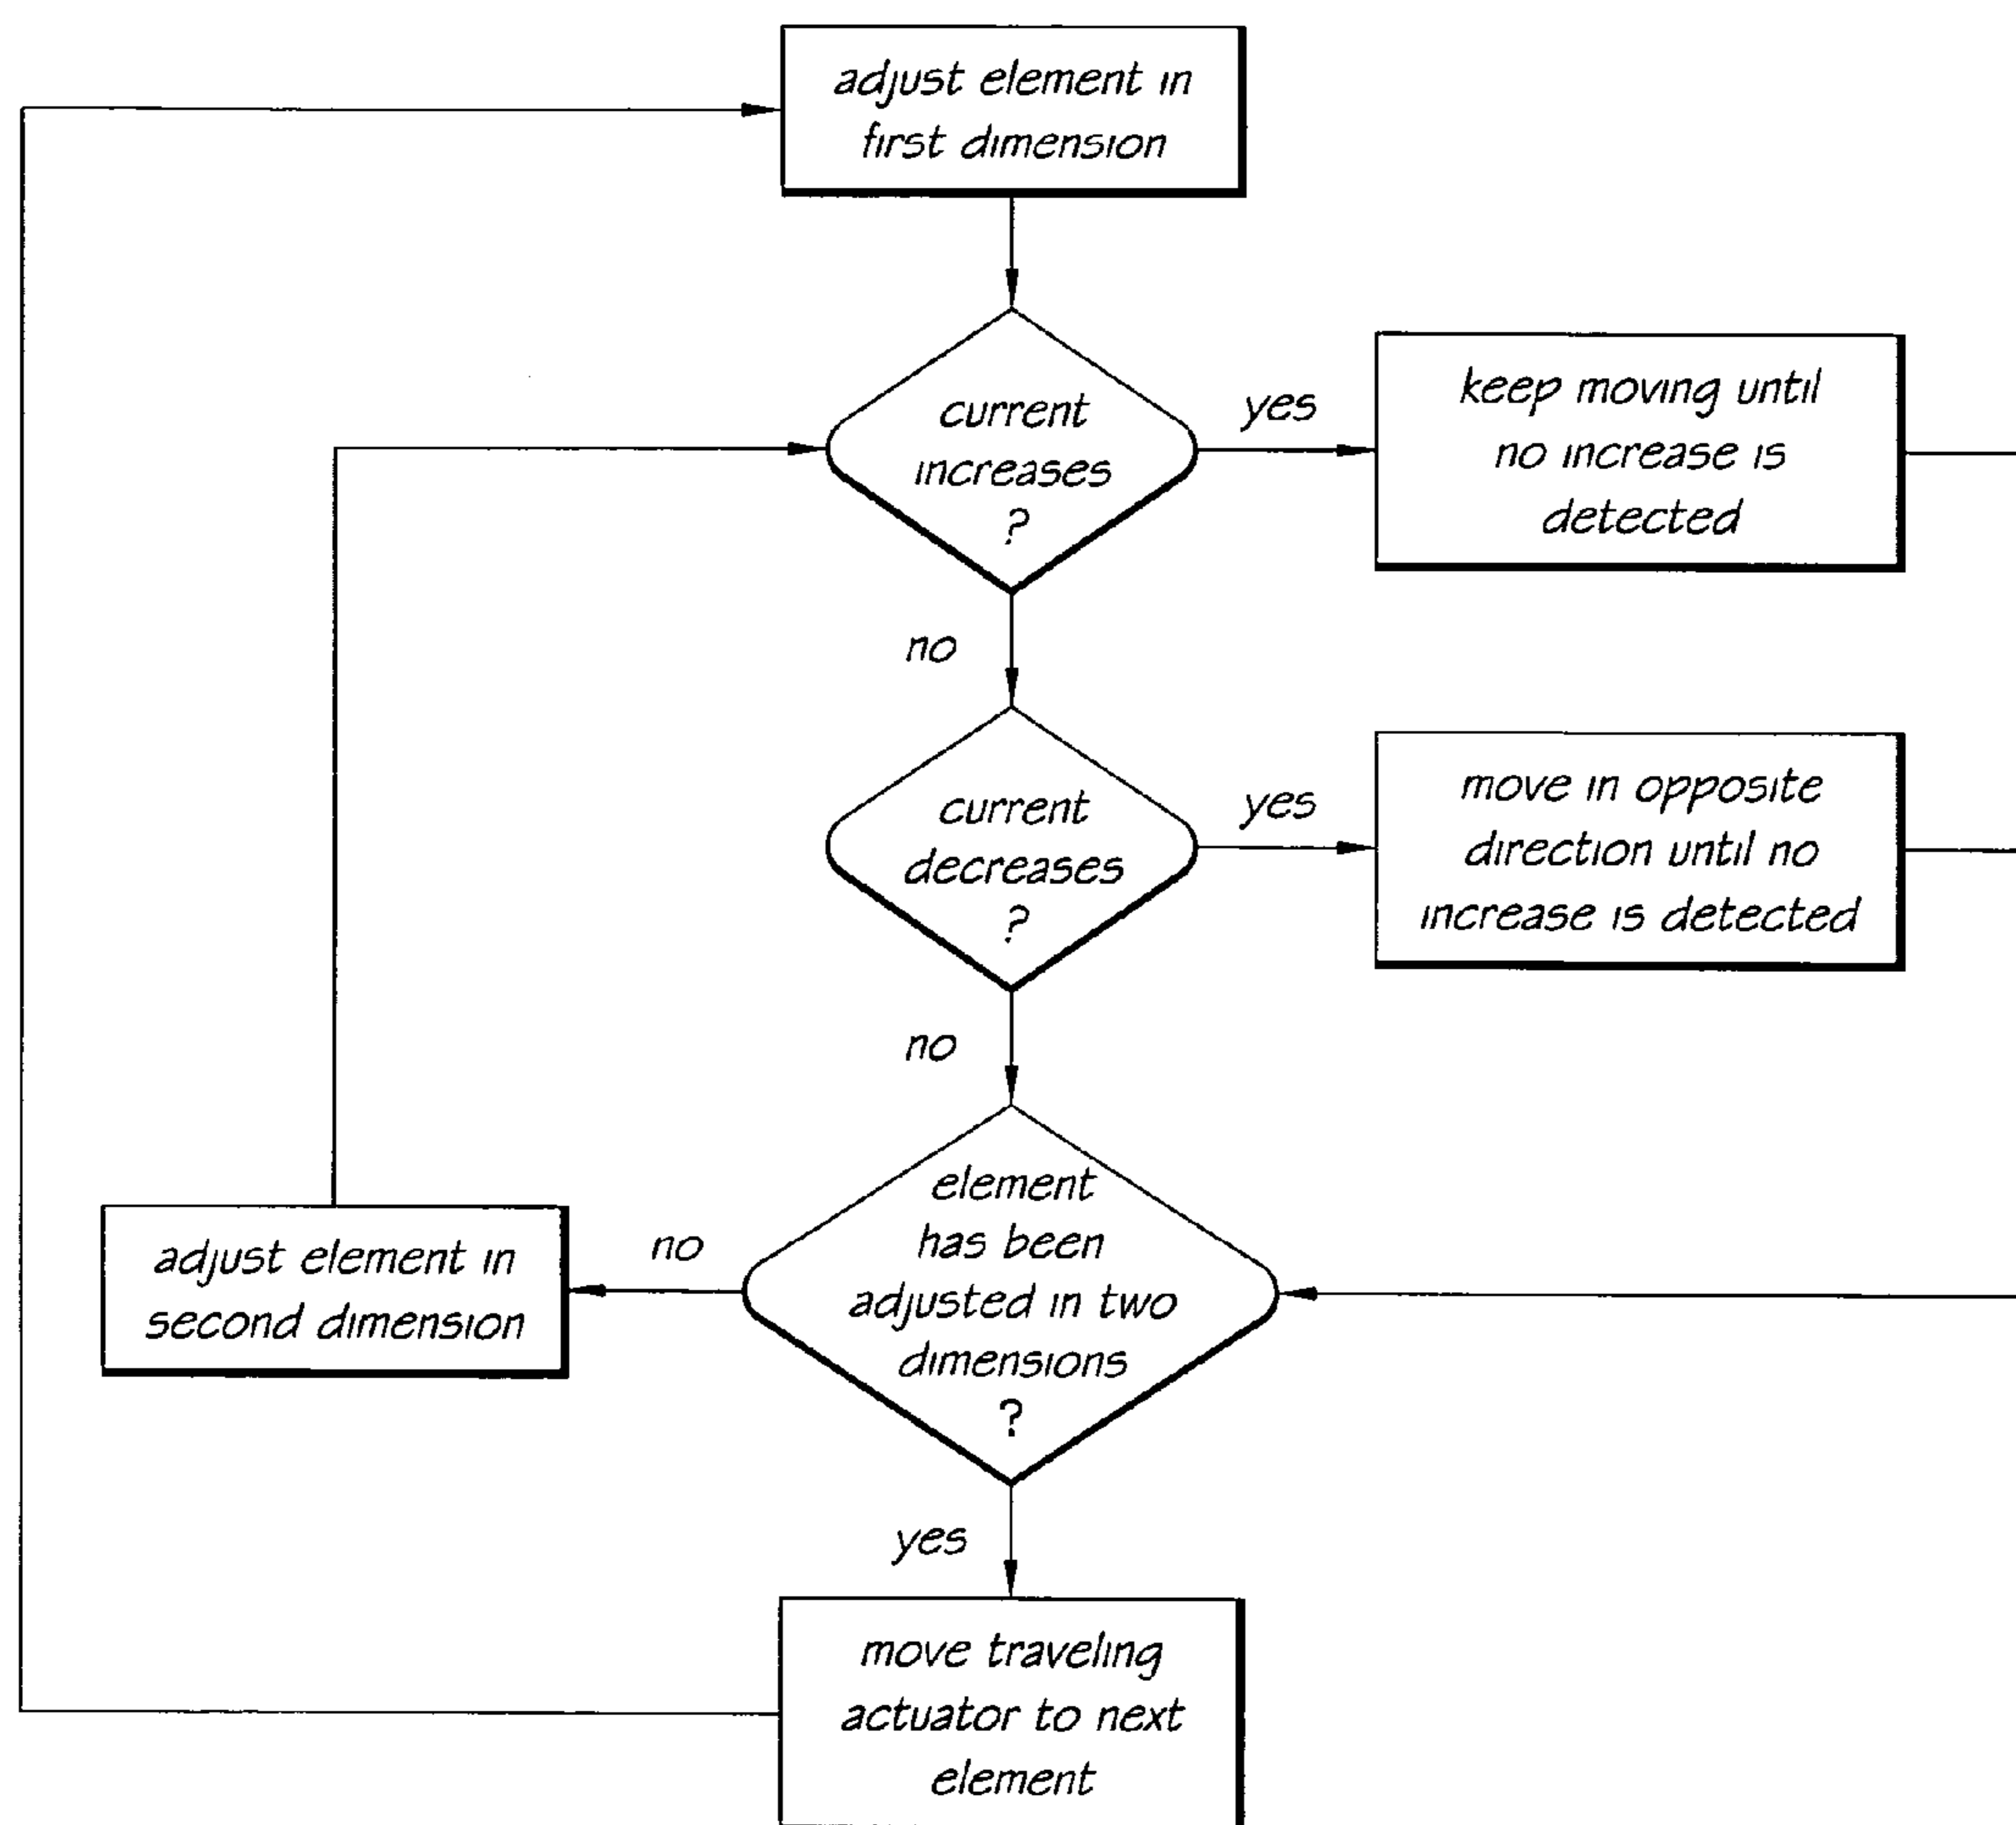 adjust element in
first dimension
current
increases
?
yes
keep moving until
no increase is
detected
no
current
decreases
?
yes
move in opposite
direction until no
increase is detected
no
element
has been
adjusted in two
dimensions
?
no
adjust element in
second dimension
yes
move traveling
actuator to next
element